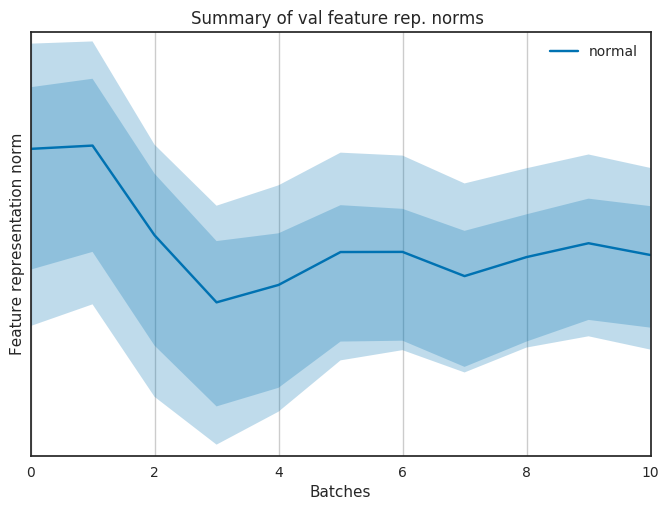 Summary of val feature rep. norms
normal
Feature representation norm
0 2 4 6 8 10
Batches